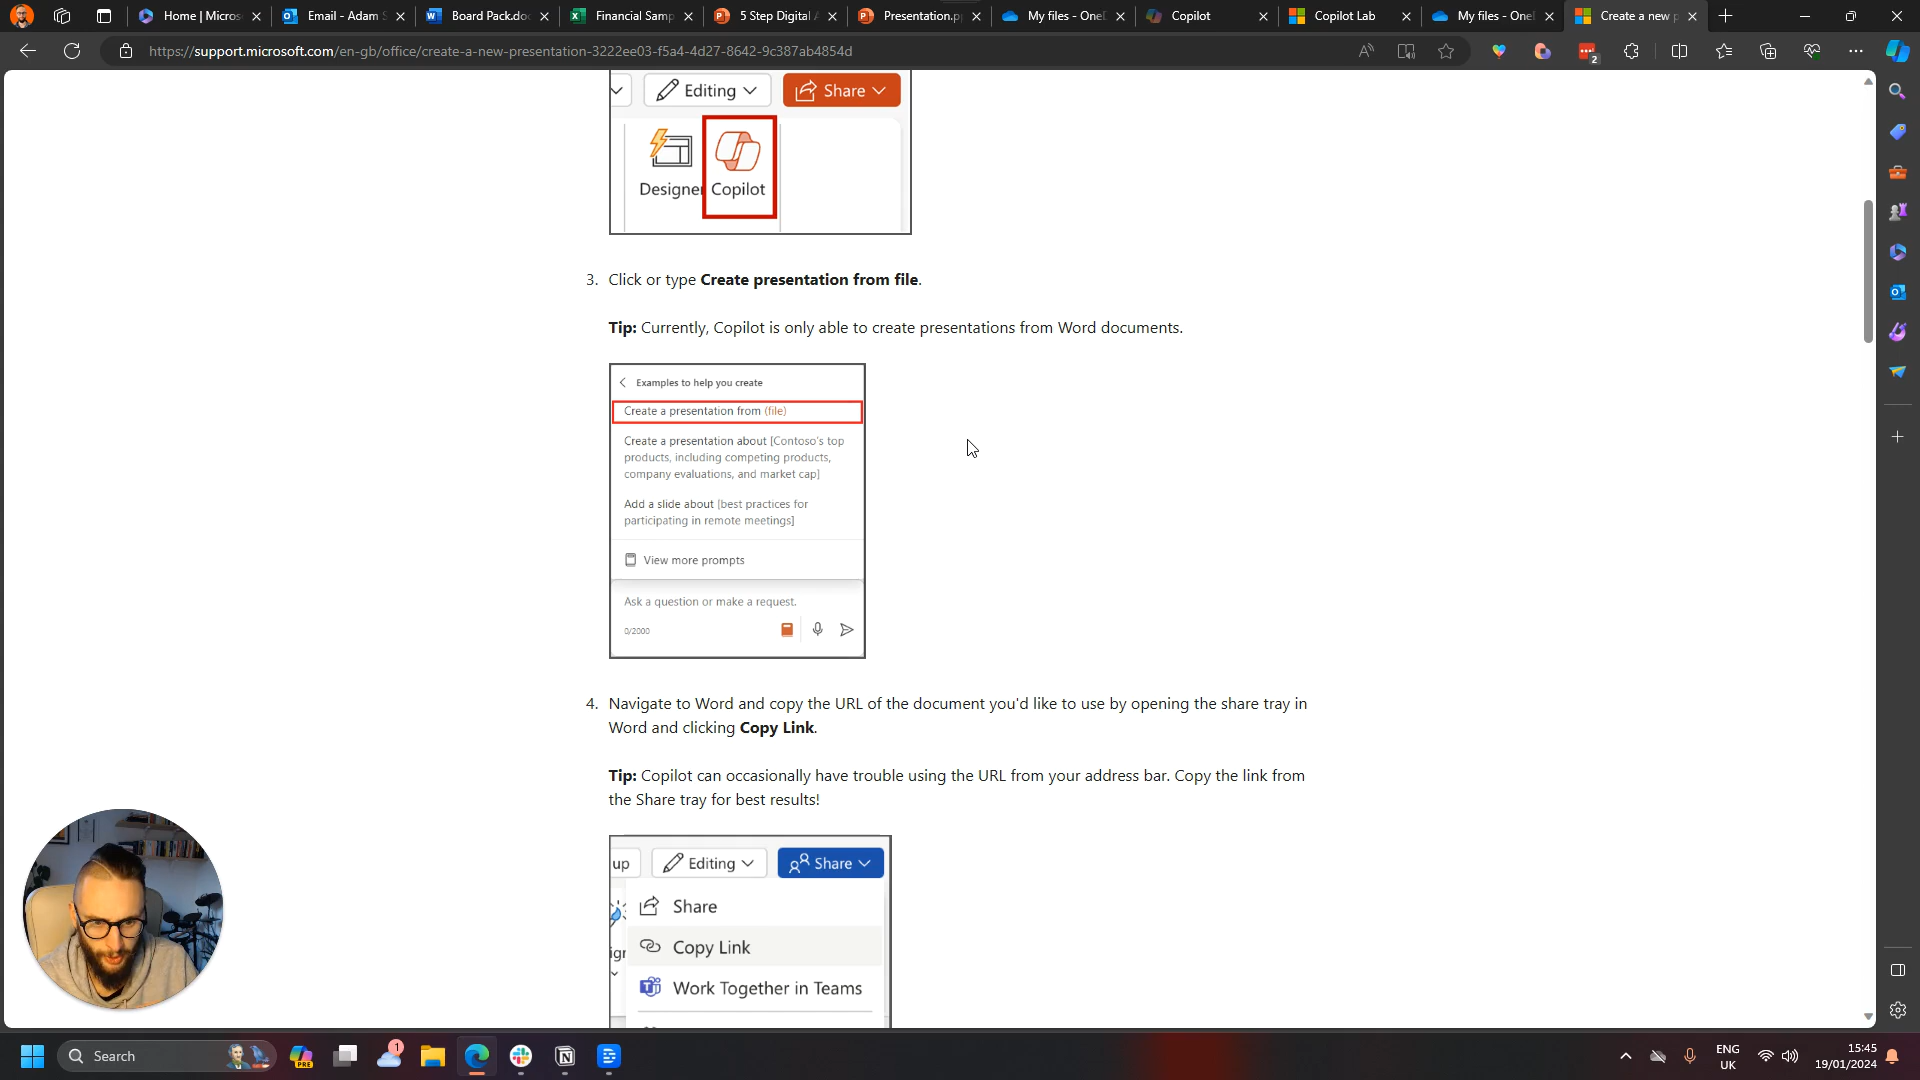 Home | Micros
Email - Adam S
Board Pack.doc
Financial Samp
5 Step Digital A
Presentation.p
My files - OneD
Copilot
Copilot Lab
My files - OneD
Create a new p
https://support.microsoft.com/en-gb/office/create-a-new-presentation-3222ee03-f5a4-4d27-8642-9c387ab4854d
2
Editing
Share
Designer
Copilot
3. Click or type Create presentation from file.
Tip: Currently, Copilot is only able to create presentations from Word documents.
Examples to help you create
Create a presentation from (file)
Create a presentation about [Contoso's top
products, including competing products,
company evaluations, and market cap]
Add a slide about [best practices for
participating in remote meetings]
View more prompts
Ask a question or make a request.
0/2000
4. Navigate to Word and copy the URL of the document you'd like to use by opening the share tray in
Word and clicking Copy Link.
Tip: Copilot can occasionally have trouble using the URL from your address bar. Copy the link from
the Share tray for best results!
up
Editing
Share
Share
ign
Copy Link
Work Together in Teams
Search
PRE
1
ENG
UK
15:45
19/01/2024